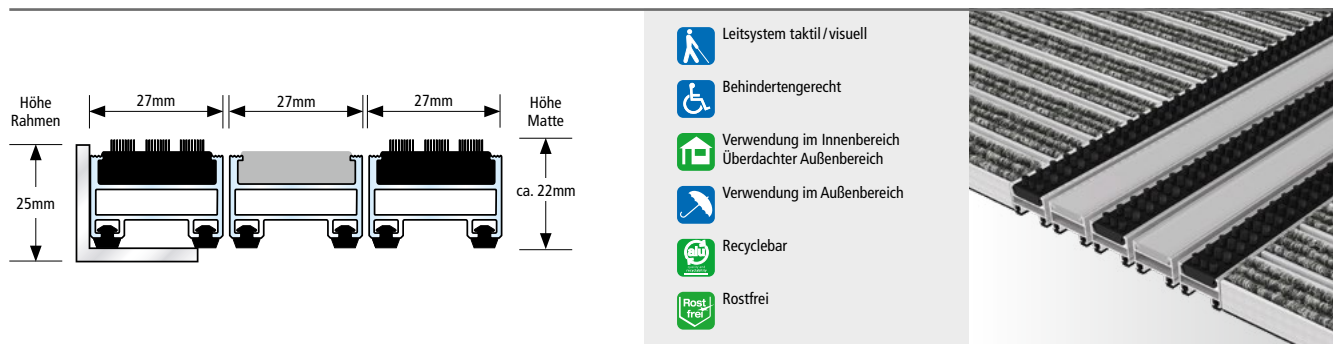 Höhe
Rahmen
27mm
27mm
27mm
Höhe
Matte
25mm
ca. 22mm
Leitsystem taktil/visuell
Behindertengerecht
Verwendung im Innenbereich
Überdachter Außenbereich
Verwendung im Außenbereich
alu
Recyclebar
Rost
frei
Rostfrei